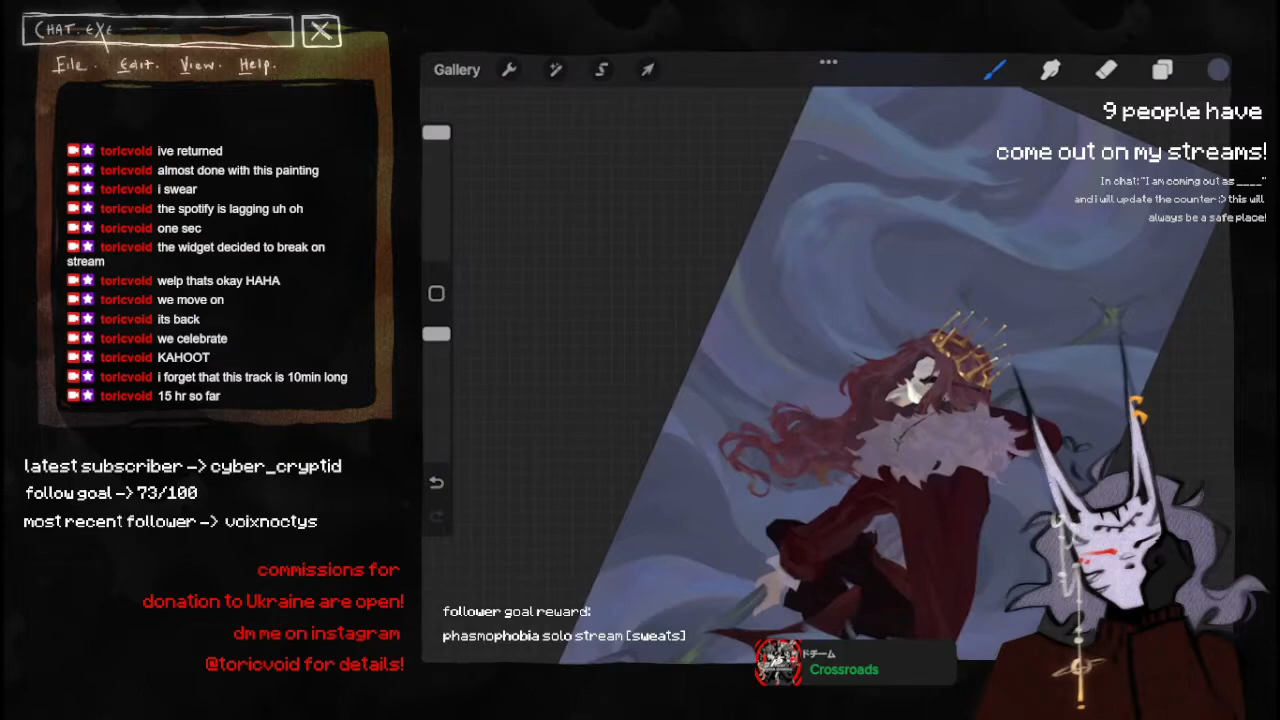 CHAT.EXE
File. Edit. View. Help.
toricvoid ive returned
toricvoid almost done with this painting
toricvoid i swear
toricvoid the spotify is lagging uh oh
toricvoid one sec
toricvoid the widget decided to break on
stream
toricvoid welp thats okay HAHA
toricvoid we move on
toricvoid its back
toricvoid we celebrate
toricvoid KAHOOT
toricvoid i forget that this track is 10min long
toricvoid 15 hr so far
latest subscriber -> cyber_cryptid
follow goal -> 73/100
most recent follower -> voixnoctys
commissions for
donation to Ukraine are open!
dm me on instagram
@toricvoid for details!
Gallery
9 people have
come out on my streams!
In chat: "I am coming out as ____"
and i will update the counter :> this will
always be a safe place!
follower goal reward:
phasmophobia solo stream [sweats]
ドチーム
Crossroads